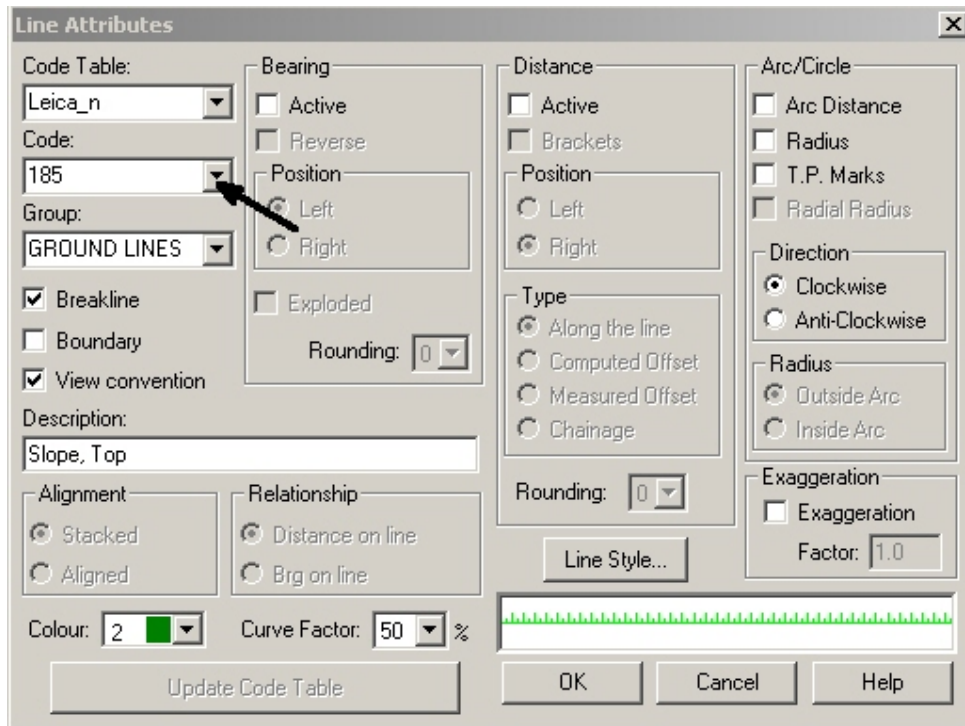 Line Attributes
Code Table:
Leica_n
Code:
185
Group:
GROUND LINES
Breakline
Boundary
View convention
Description:
Slope, Top
Alignment
Stacked
Aligned
Relationship
Distance on line
Brg on line
Colour: 2
Curve Factor: 50 %
Update Code Table
Bearing
Active
Reverse
Position
Left
Right
Exploded
Rounding: 0
Distance
Active
Brackets
Position
Left
Right
Type
Along the line
Computed Offset
Measured Offset
Chainage
Rounding: 0
Line Style...
Arc/Circle
Arc Distance
Radius
T.P. Marks
Radial Radius
Direction
Clockwise
Anti-Clockwise
Radius
Outside Arc
Inside Arc
Exaggeration
Exaggeration
Factor: 1.0
OK
Cancel
Help